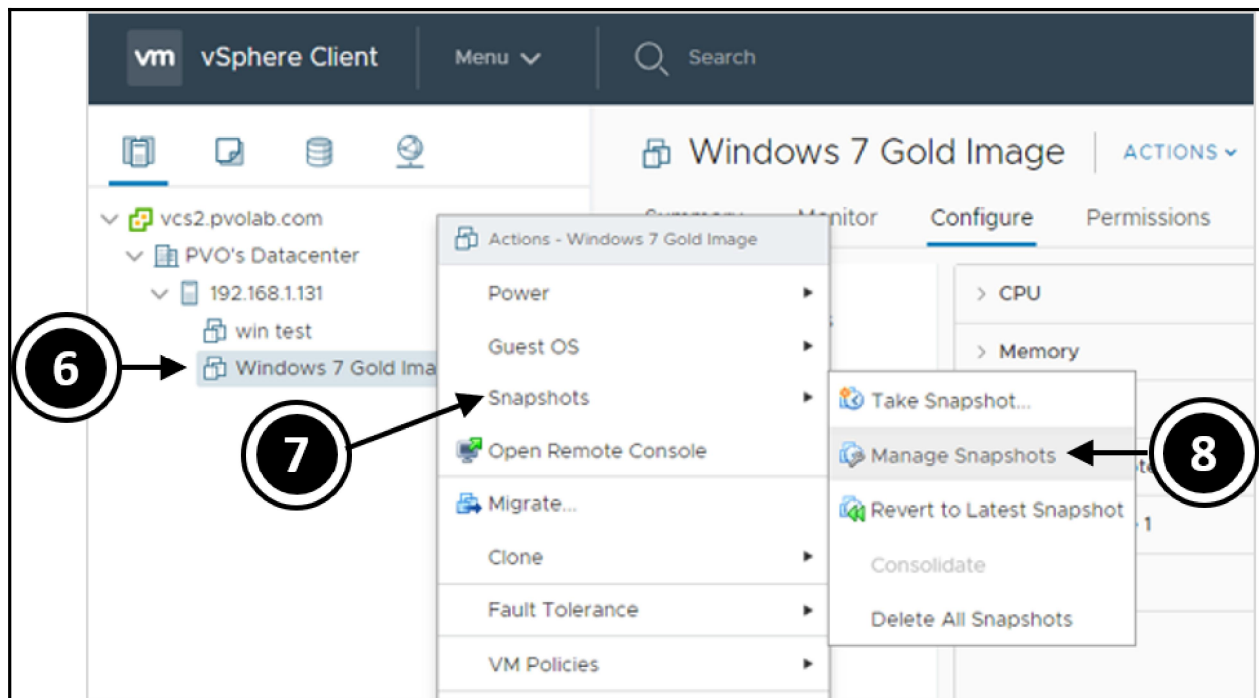 vm vSphere Client Menu Search
Windows 7 Gold Image ACTIONS
Monitor Configure Permissions
vcs2.pvolab.com
PVO's Datacenter
192.168.1.131
win test
Windows 7 Gold Ima
6
7
8
Actions - Windows 7 Gold Image
Power
Guest OS
Snapshots
Open Remote Console
Migrate...
Clone
Fault Tolerance
VM Policies
Take Snapshot...
Manage Snapshots
Revert to Latest Snapshot
Consolidate
Delete All Snapshots
CPU
Memory
1